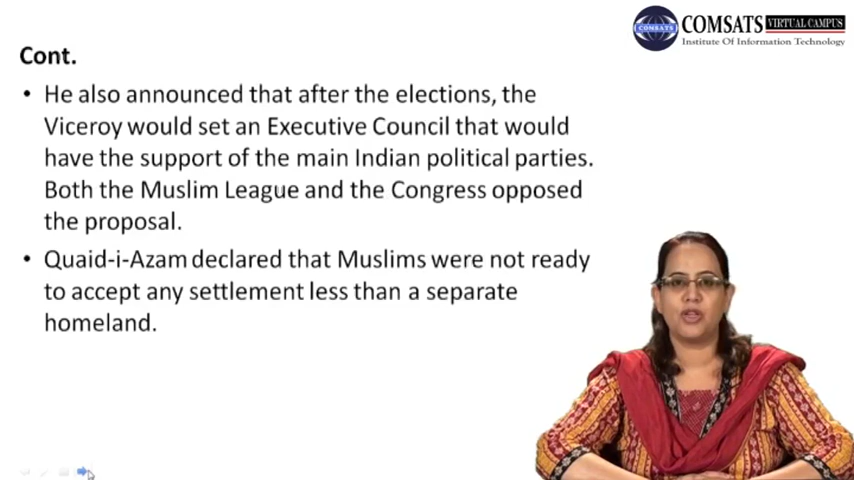 COMSATS VIRTUAL CAMPUS
COMSATS
Institute Of Information Technology
Cont.
• He also announced that after the elections, the
Viceroy would set an Executive Council that would
have the support of the main Indian political parties.
Both the Muslim League and the Congress opposed
the proposal.
• Quaid-i-Azam declared that Muslims were not ready
to accept any settlement less than a separate
homeland.